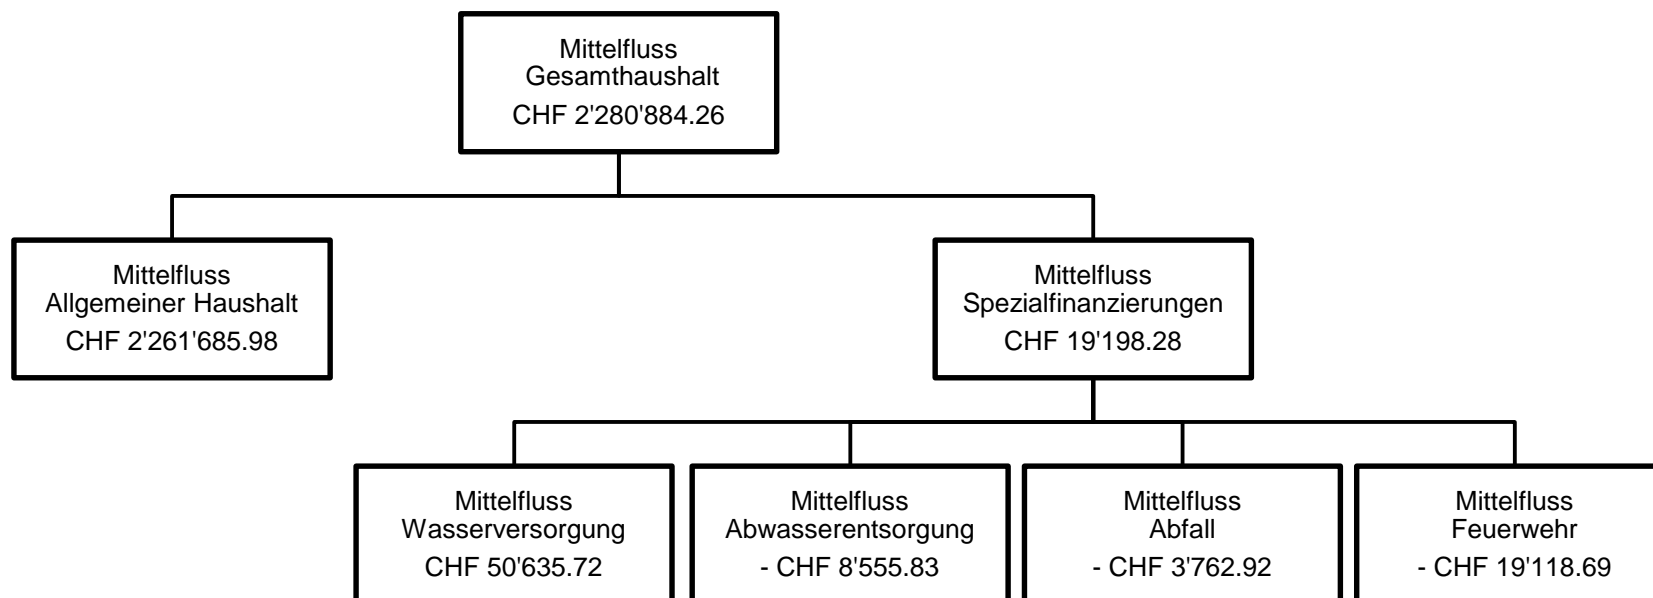 Mittelfluss
Gesamthaushalt
CHF 2'280'884.26
Mittelfluss
Allgemeiner Haushalt
CHF 2'261'685.98
Mittelfluss
Spezialfinanzierungen
CHF 19'198.28
Mittelfluss
Wasserversorgung
CHF 50'635.72
Mittelfluss
Abwasserentsorgung
- CHF 8'555.83
Mittelfluss
Abfall
- CHF 3'762.92
Mittelfluss
Feuerwehr
- CHF 19'118.69